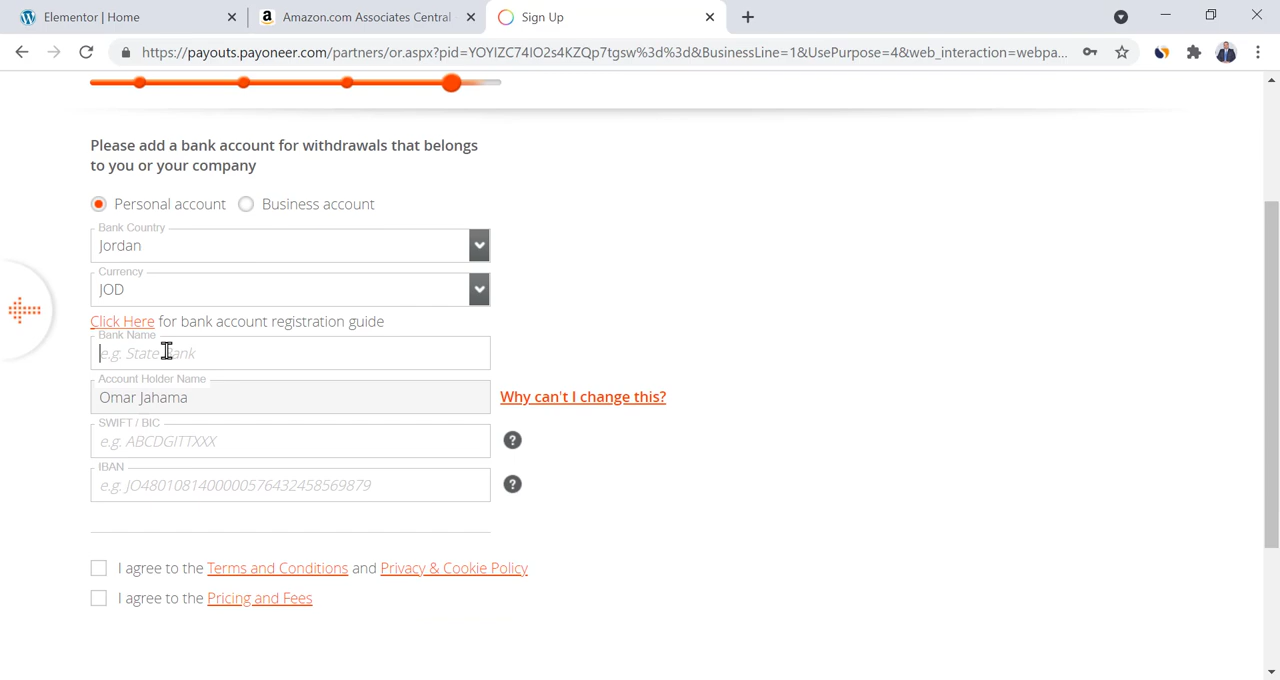 Elementor | Home
Amazon.com Associates Central
Sign Up
https://payouts.payoneer.com/partners/or.aspx?pid=YOYIZC74IO2s4KZQp7tgsw%3d%3d&BusinessLine=1&UsePurpose=4&web_interaction=webpa...
Please add a bank account for withdrawals that belongs
to you or your company
Personal account Business account
Bank Country
Jordan
Currency
JOD
Click Here for bank account registration guide
Bank Name
e.g. State Bank
Account Holder Name
Omar Jahama
Why can't I change this?
SWIFT / BIC
e.g. ABCDGITTXXX
?
IBAN
e.g. JO4801081400000576432458569879
?
I agree to the Terms and Conditions and Privacy & Cookie Policy
I agree to the Pricing and Fees